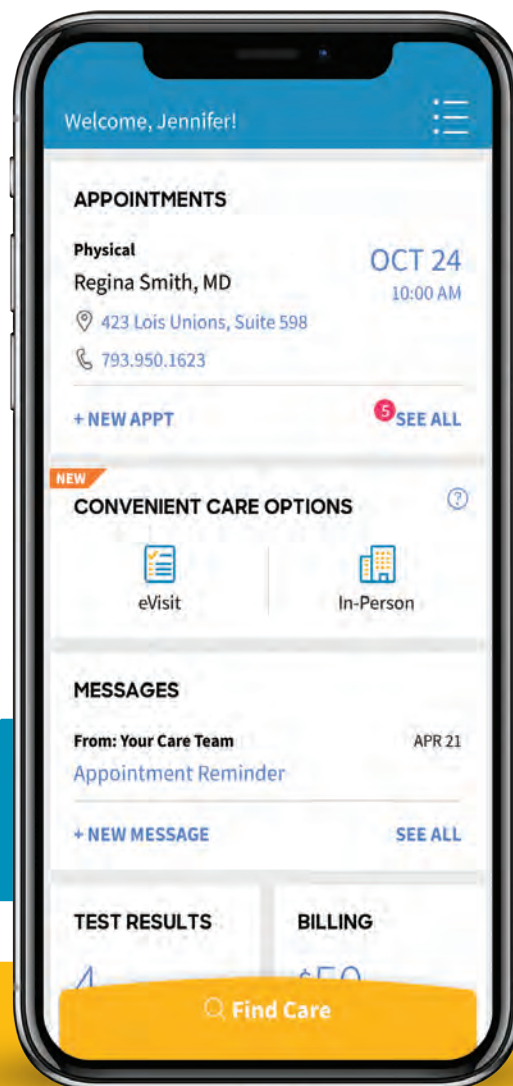 Welcome, Jennifer!
APPOINTMENTS
Physical
Regina Smith, MD
OCT 24
10:00 AM
423 Lois Unions, Suite 598
793.950.1623
+ NEW APPT
5 SEE ALL
NEW
CONVENIENT CARE OPTIONS ?
eVisit
In-Person
MESSAGES
From: Your Care Team APR 21
Appointment Reminder
+ NEW MESSAGE SEE ALL
TEST RESULTS
BILLING
Find Care